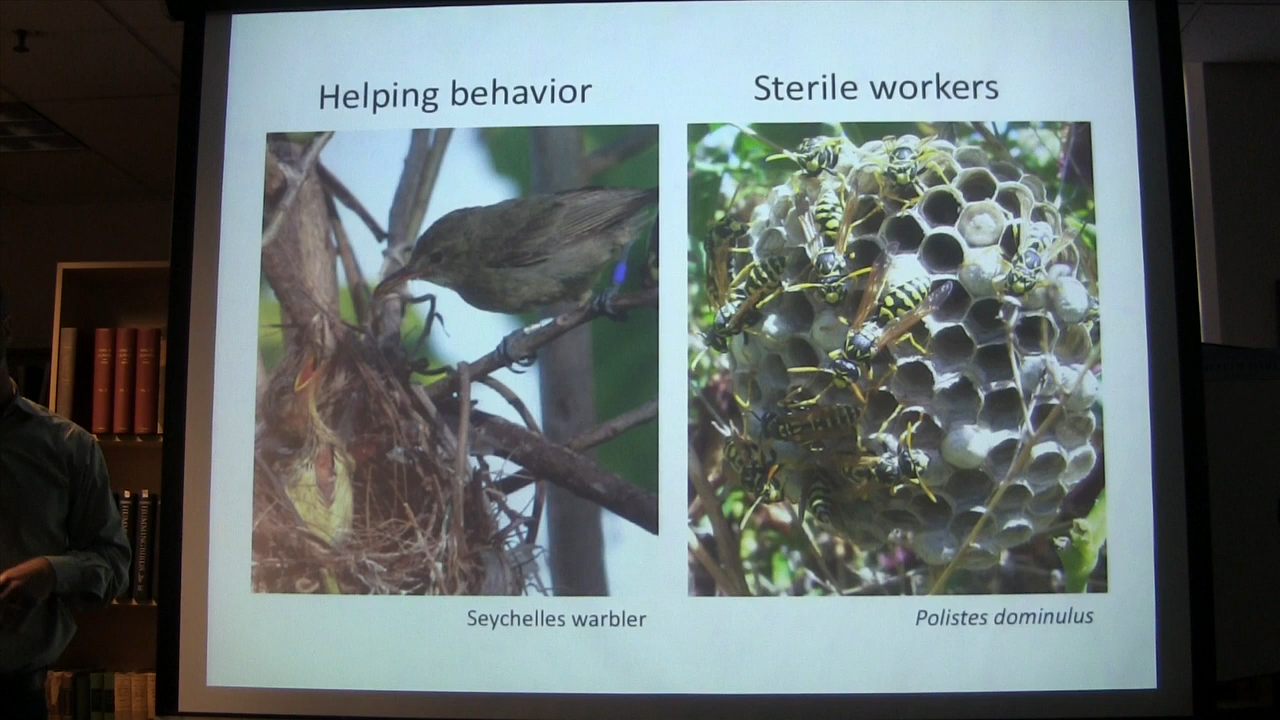 Helping behavior
Sterile workers
Seychelles warbler
Polistes dominulus